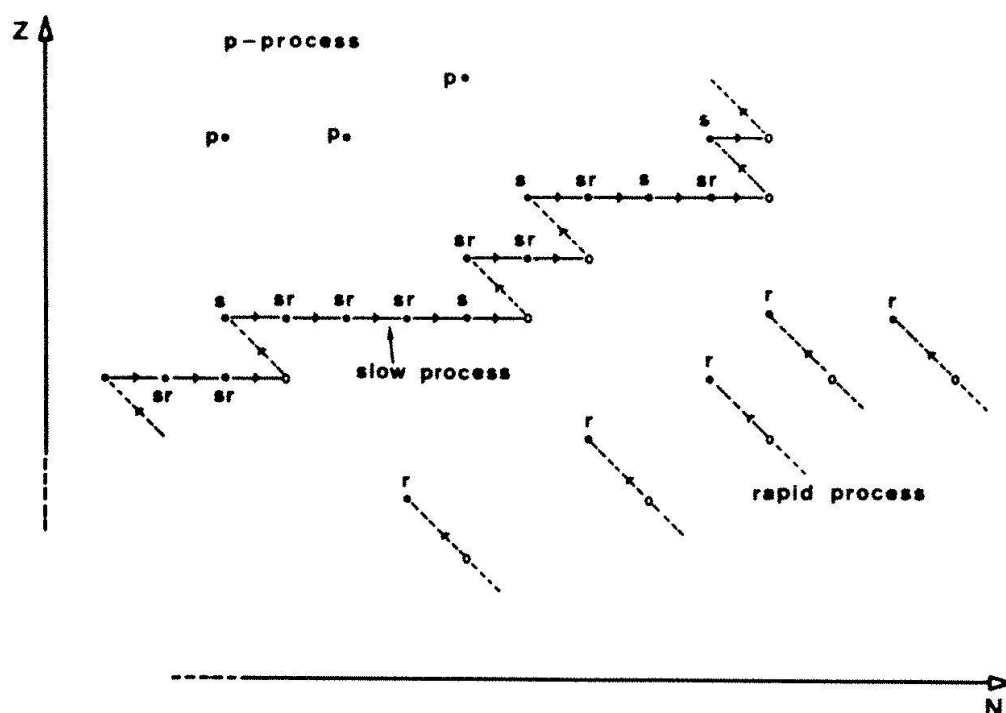 Z
p-process
p
p
p
s
s sr s sr
sr sr
s sr sr sr s
r
r
slow process
r
sr sr
r
rapid process
r
N